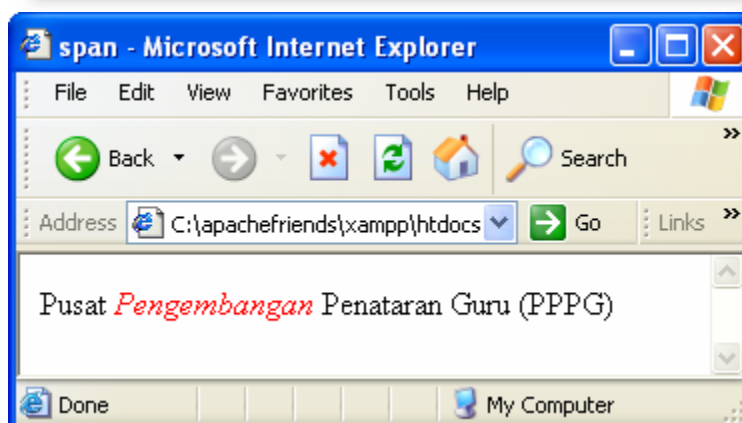 span - Microsoft Internet Explorer
File Edit View Favorites Tools Help
Back Search
Address C:\apachefriends\xampp\htdocs Go Links
Pusat Pengembangan Penataran Guru (PPPG)
Done My Computer